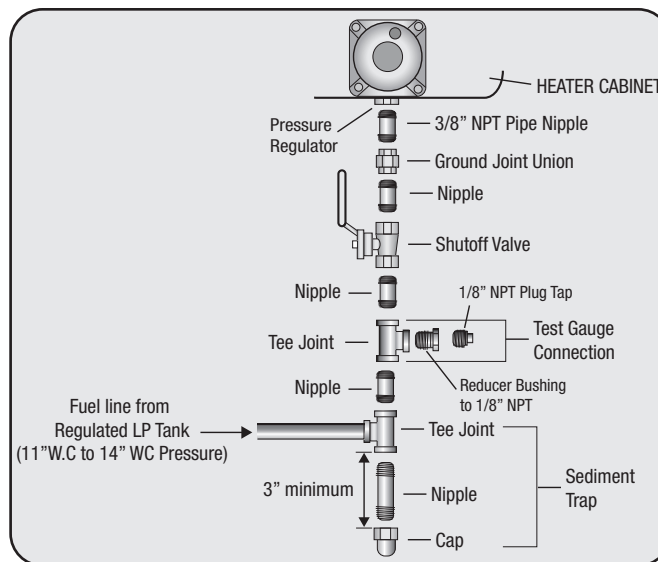 HEATER CABINET
Pressure
Regulator
3/8” NPT Pipe Nipple
Ground Joint Union
Nipple
Shutoff Valve
Nipple
1/8” NPT Plug Tap
Tee Joint
Test Gauge
Connection
Nipple
Reducer Bushing
to 1/8” NPT
Fuel line from
Regulated LP Tank
(11”W.C to 14” WC Pressure)
Tee Joint
3” minimum
Nipple
Sediment
Trap
Cap